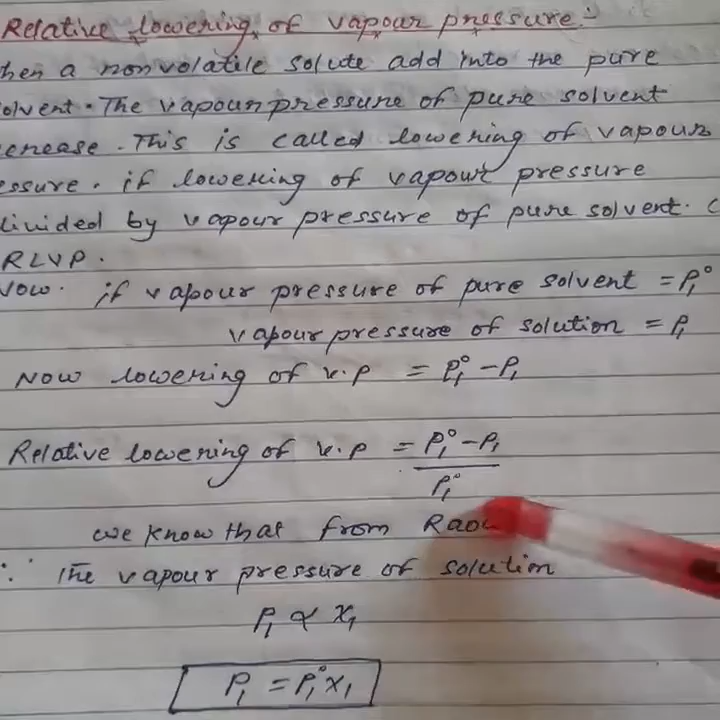 Relative lowering of vapour pressure:-
hen a nonvolatile solute add into the pure
olvent. The vapour pressure of pure solvent
crease. This is called lowering of vapour
essure. if lowering of vapour pressure
divided by vapour pressure of pure solvent. C
RLVP.
Now. if vapour pressure of pure solvent = P₁°
vapour pressure of solution = P₁
Now lowering of v.p = P₁° - P₁
Relative lowering of v.p = P₁° - P₁ / P₁°
we know that from Raou
∵ The vapour pressure of solution
P₁ ∝ x₁
P₁ = P₁° x₁